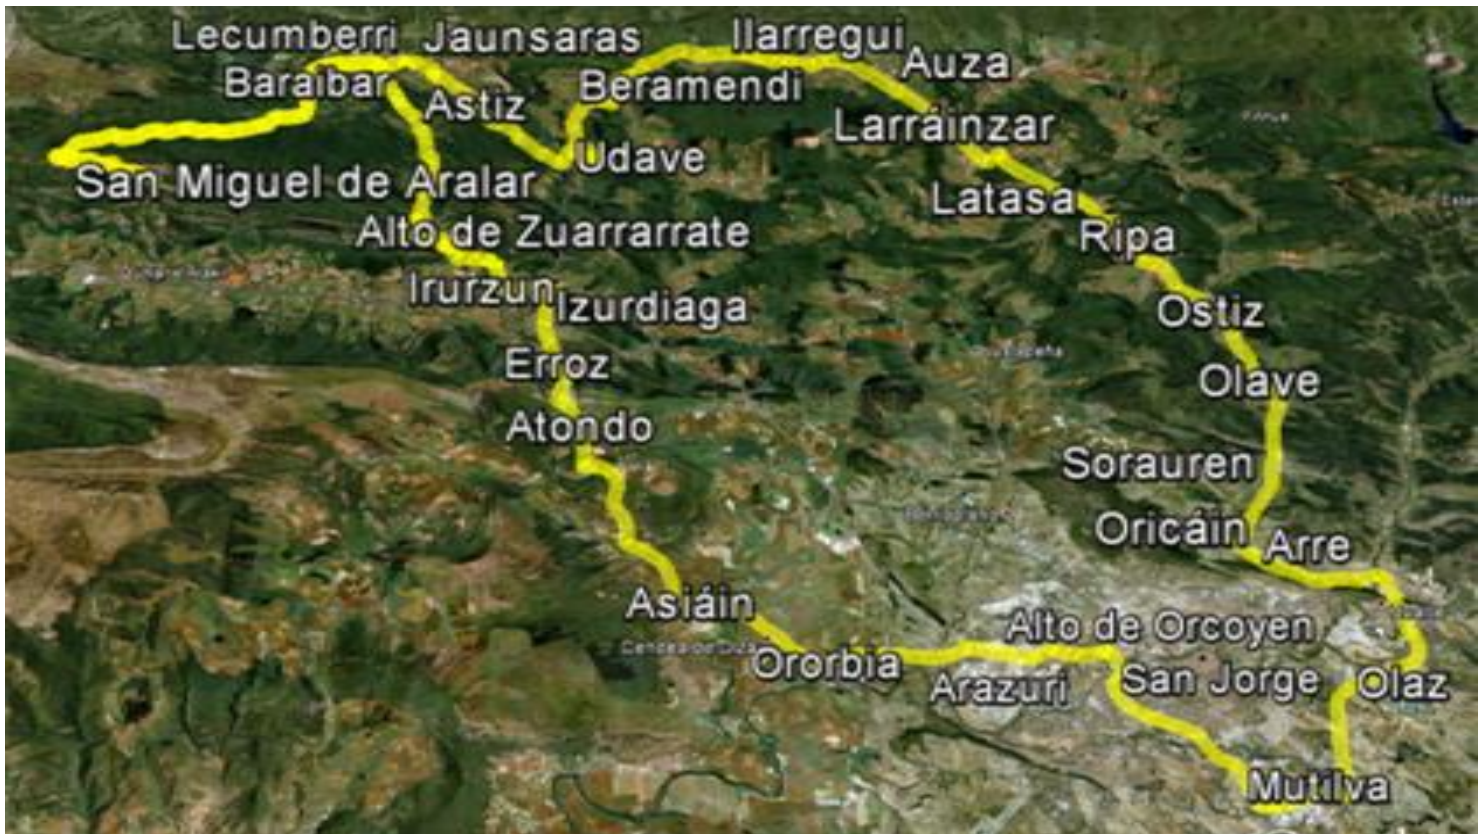 Lecumberri
Jaunsaras
Ilarregui
Auza
Baraibar
Astiz
Beramendi
Larráinzar
Udave
San Miguel de Aralar
Latasa
Alto de Zuarrarrate
Ripa
Irurzun
Izurdiaga
Ostiz
Erroz
Olave
Atondo
Sorauren
Oricáin
Arre
Asiáin
Alto de Orcoyen
Ororbia
Arazuri
San Jorge
Olaz
Mutilva